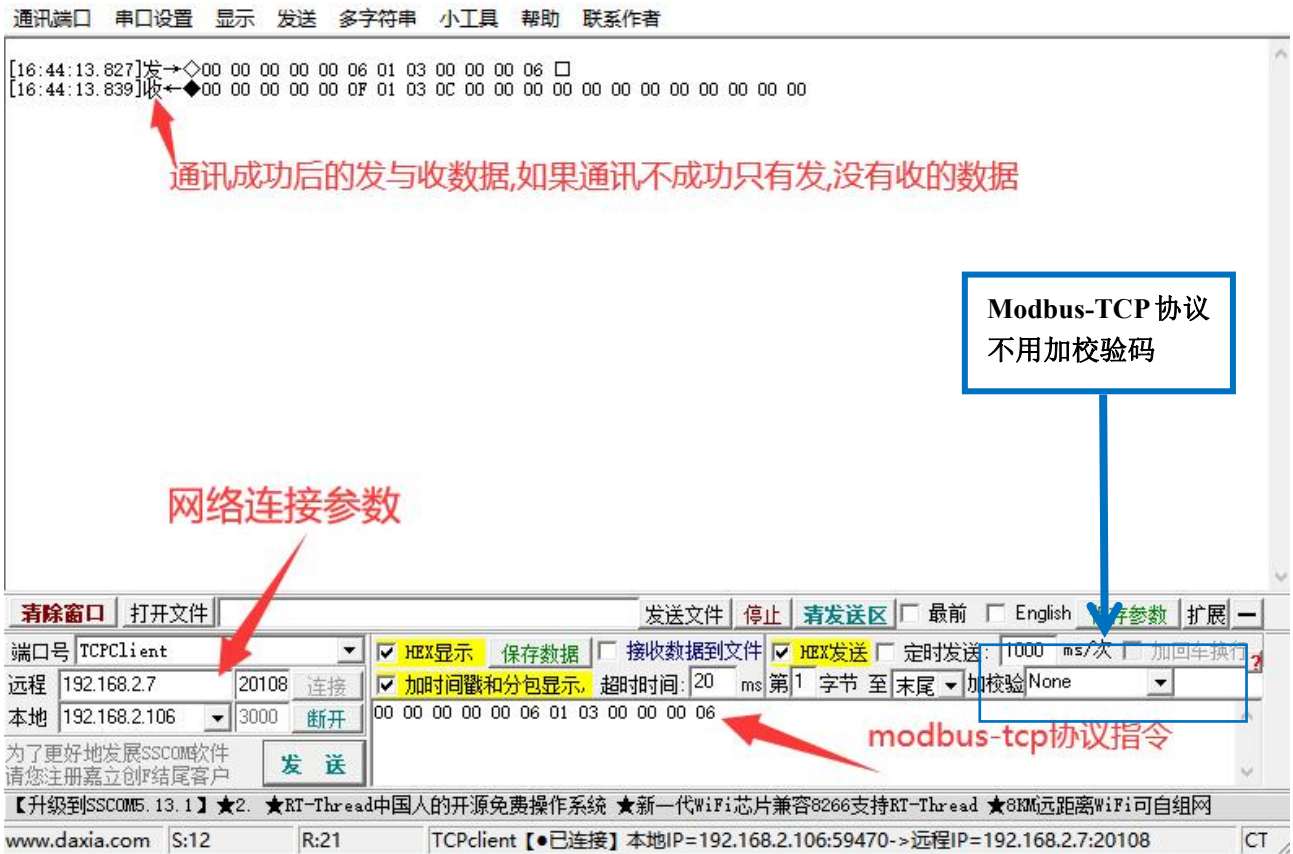 通讯端口 串口设置 显示 发送 多字符串 小工具 帮助 联系作者
[16:44:13.827]发→◇00 00 00 00 00 06 01 03 00 00 00 06 □
[16:44:13.839]收←◆00 00 00 00 00 0F 01 03 0C 00 00 00 00 00 00 00 00 00 00 00 00
通讯成功后的发与收数据,如果通讯不成功只有发,没有收的数据
Modbus-TCP 协议
不用加校验码
网络连接参数
清除窗口 打开文件 发送文件 停止 清发送区 最前 English 存参数 扩展 —
端口号 TCPClient HEX显示 保存数据 接收数据到文件 HEX发送 定时发送: 1000 ms/次 加回车换行
远程 192.168.2.7 20108 连接 加时间戳和分包显示, 超时时间: 20 ms 第1 字节 至 末尾 加校验 None ?
本地 192.168.2.106 3000 断开 00 00 00 00 00 06 01 03 00 00 00 06
modbus-tcp协议指令
为了更好地发展SSCOM软件
请您注册嘉立创F结尾客户
发 送
【升级到SSCOM5.13.1】★2. ★RT-Thread中国人的开源免费操作系统 ★新一代WiFi芯片兼容8266支持RT-Thread ★8KM远距离WiFi可自组网
www.daxia.com S:12 R:21 TCPclient【●已连接】本地IP=192.168.2.106:59470->远程IP=192.168.2.7:20108 CT